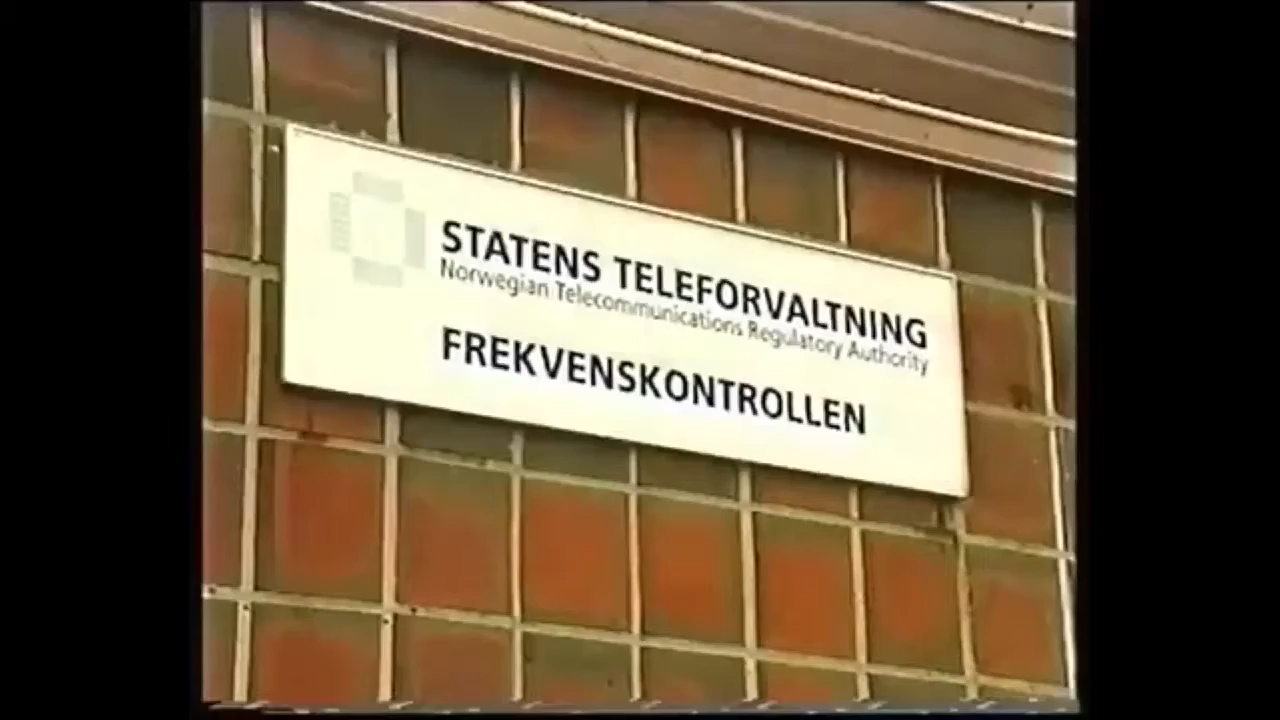 STATENS TELEFORVALTNING
Norwegian Telecommunications Regulatory Authority
FREKVENSKONTROLLEN